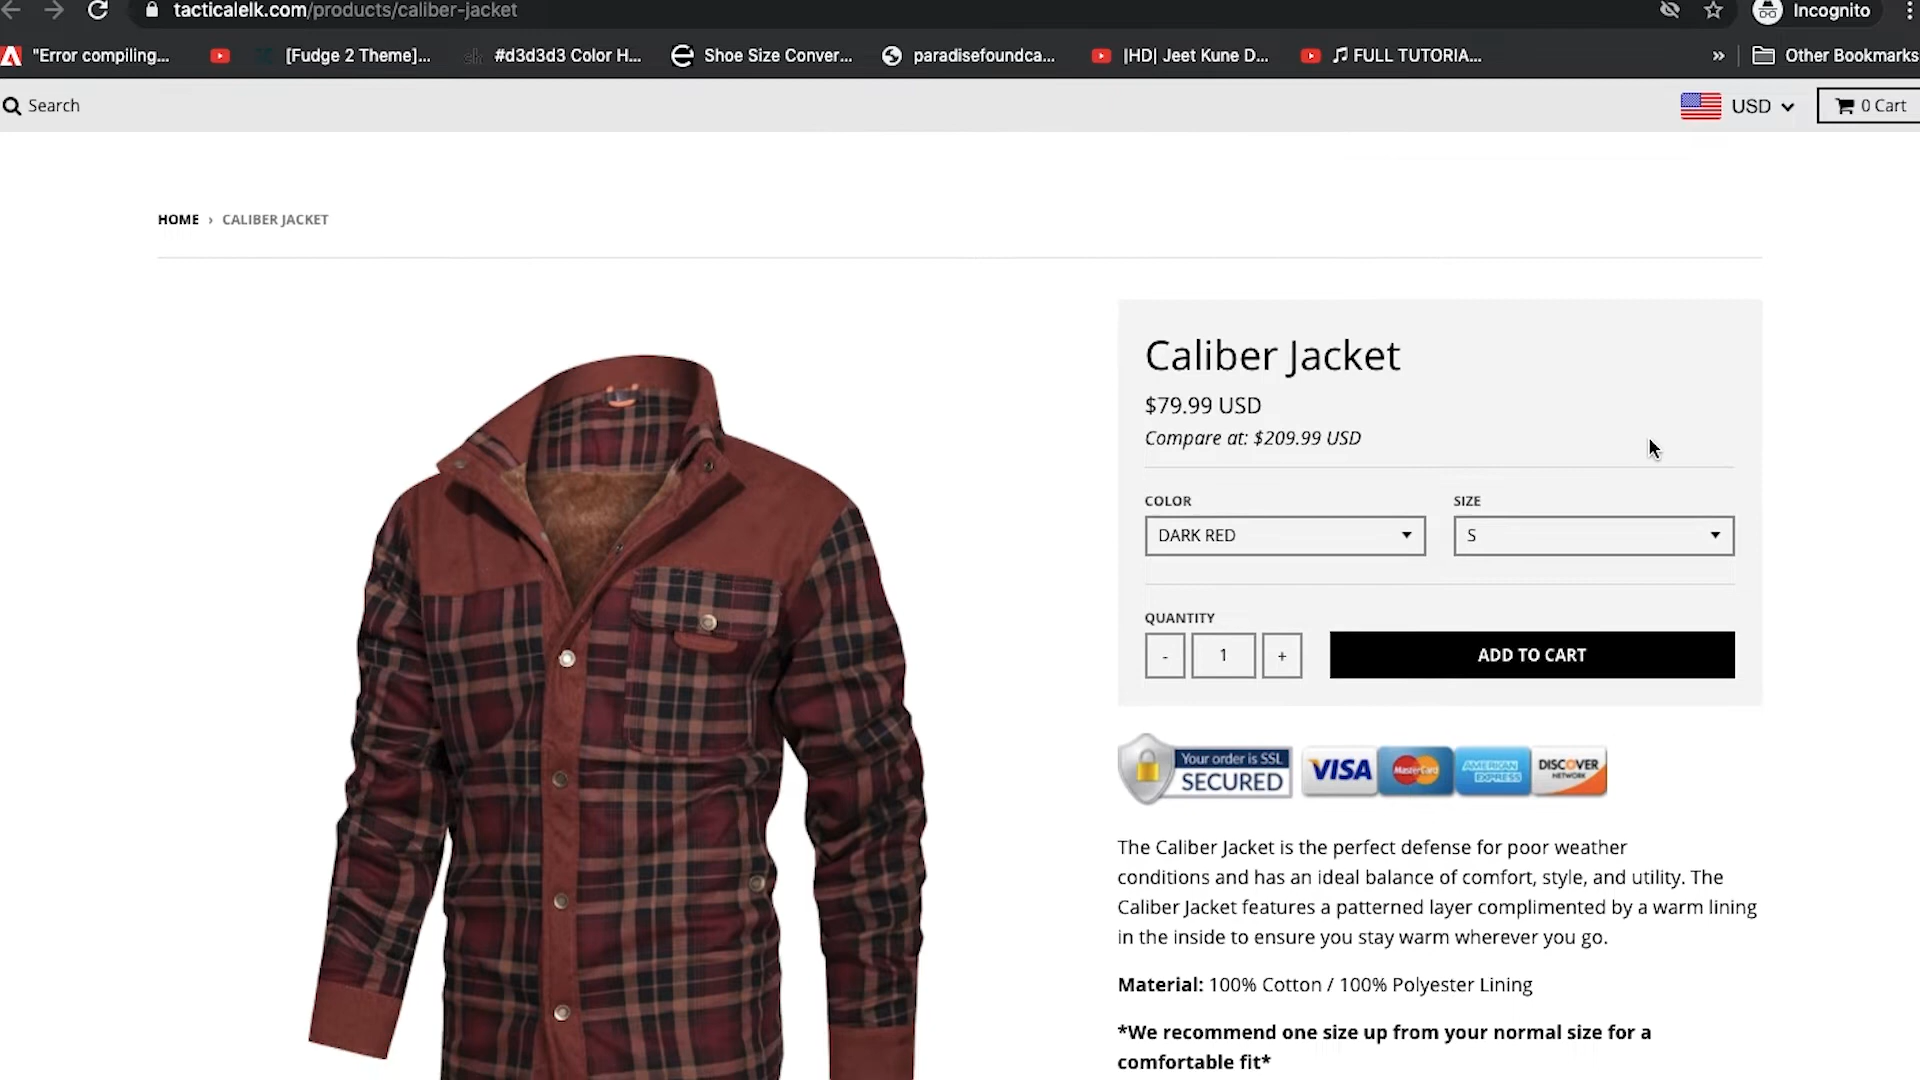 tacticalelk.com/products/caliber-jacket
Incognito
"Error compiling...
[Fudge 2 Theme]...
#d3d3d3 Color H...
Shoe Size Conver...
paradisefoundca...
|HD| Jeet Kune D...
♫ FULL TUTORIA...
»
Other Bookmarks
Search
USD
0 Cart
HOME › CALIBER JACKET
Caliber Jacket
$79.99 USD
Compare at: $209.99 USD
COLOR
SIZE
DARK RED
S
QUANTITY
- 1 +
ADD TO CART
Your order is SSL
SECURED
VISA
MasterCard
AMERICAN
EXPRESS
DISCOVER
NETWORK
The Caliber Jacket is the perfect defense for poor weather
conditions and has an ideal balance of comfort, style, and utility. The
Caliber Jacket features a patterned layer complimented by a warm lining
in the inside to ensure you stay warm wherever you go.
Material: 100% Cotton / 100% Polyester Lining
*We recommend one size up from your normal size for a
comfortable fit*